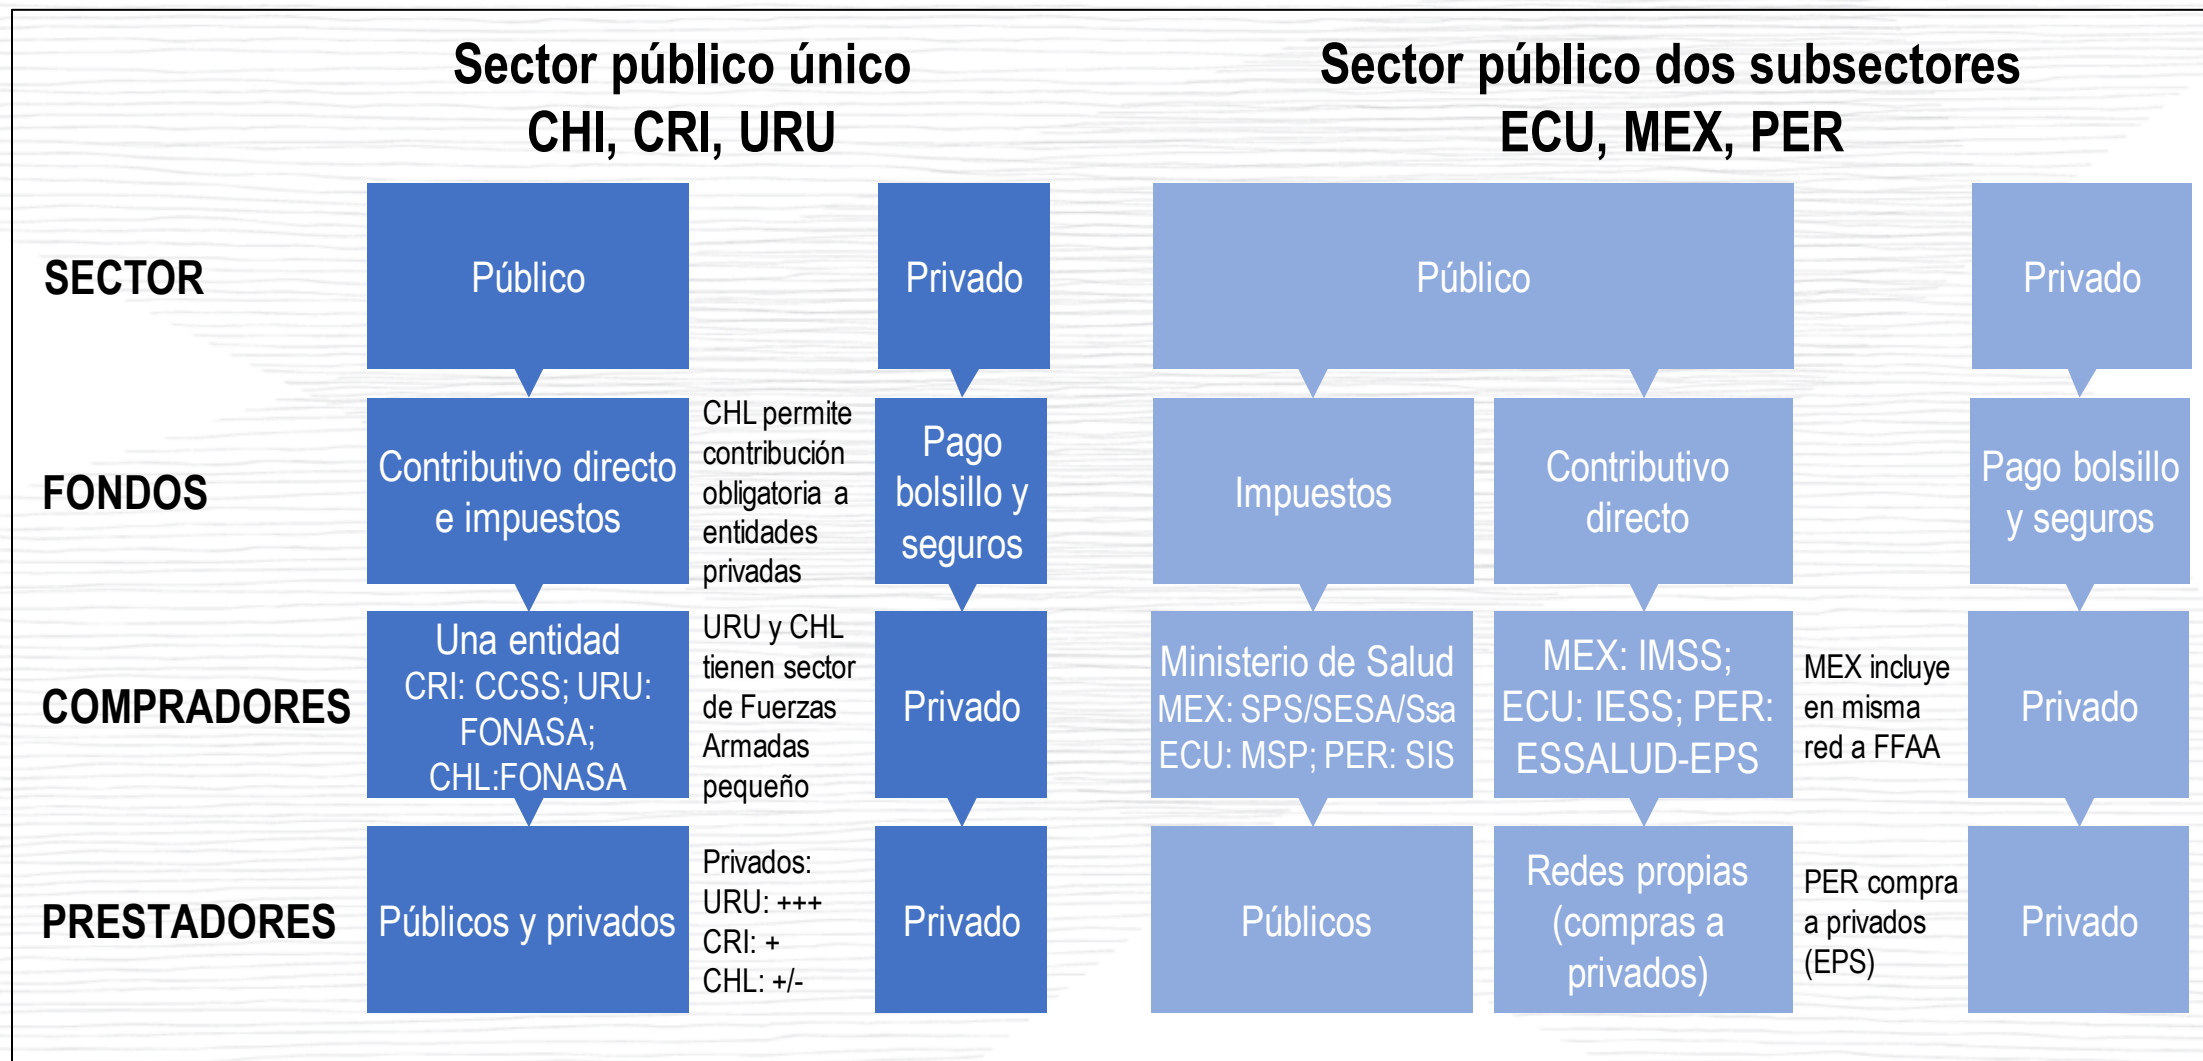 Sector público único
CHI, CRI, URU
Sector público dos subsectores
ECU, MEX, PER
SECTOR
Público
Privado
Público
Privado
FONDOS
Contributivo directo
e impuestos
CHL permite
contribución
obligatoria a
entidades
privadas
Pago
bolsillo y
seguros
Impuestos
Contributivo
directo
Pago bolsillo
y seguros
COMPRADORES
Una entidad
CRI: CCSS; URU:
FONASA;
CHL:FONASA
URU y CHL
tienen sector
de Fuerzas
Armadas
pequeño
Privado
Ministerio de Salud
MEX: SPS/SESA/Ssa
ECU: MSP; PER: SIS
MEX: IMSS;
ECU: IESS; PER:
ESSALUD-EPS
MEX incluye
en misma
red a FFAA
Privado
PRESTADORES
Públicos y privados
Privados:
URU: +++
CRI: +
CHL: +/-
Privado
Públicos
Redes propias
(compras a
privados)
PER compra
a privados
(EPS)
Privado